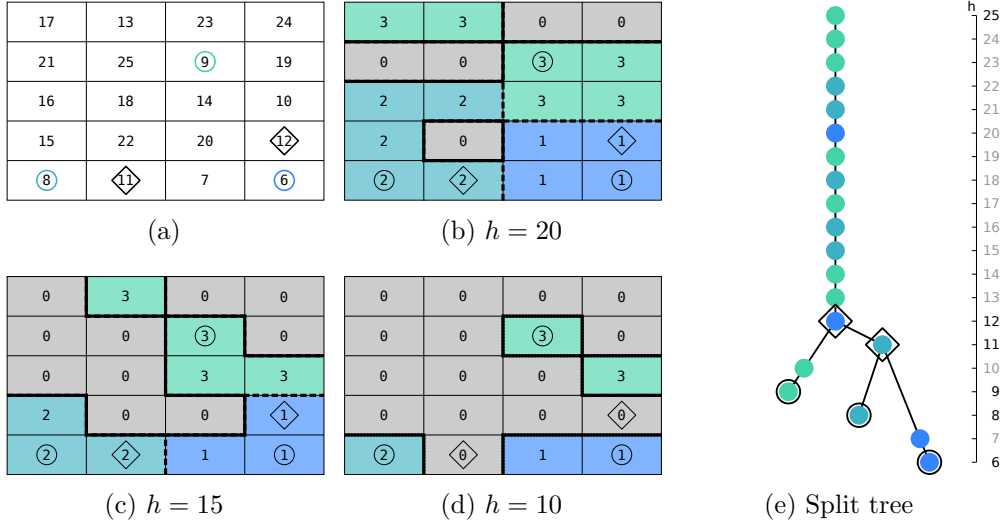 17 13 23 24
21 25 9 19
16 18 14 10
15 22 20 12
8 11 7 6
(a)
3 3 0 0
0 0 3 3
2 2 3 3
2 0 1 1
2 2 1 1
(b) h = 20
0 3 0 0
0 0 3 0
0 0 3 3
2 0 0 1
2 2 1 1
(c) h = 15
0 0 0 0
0 0 3 0
0 0 0 3
0 0 0 0
2 0 1 1
(d) h = 10
h
25
24
23
22
21
20
19
18
17
16
15
14
13
12
11
10
9
8
7
6
(e) Split tree